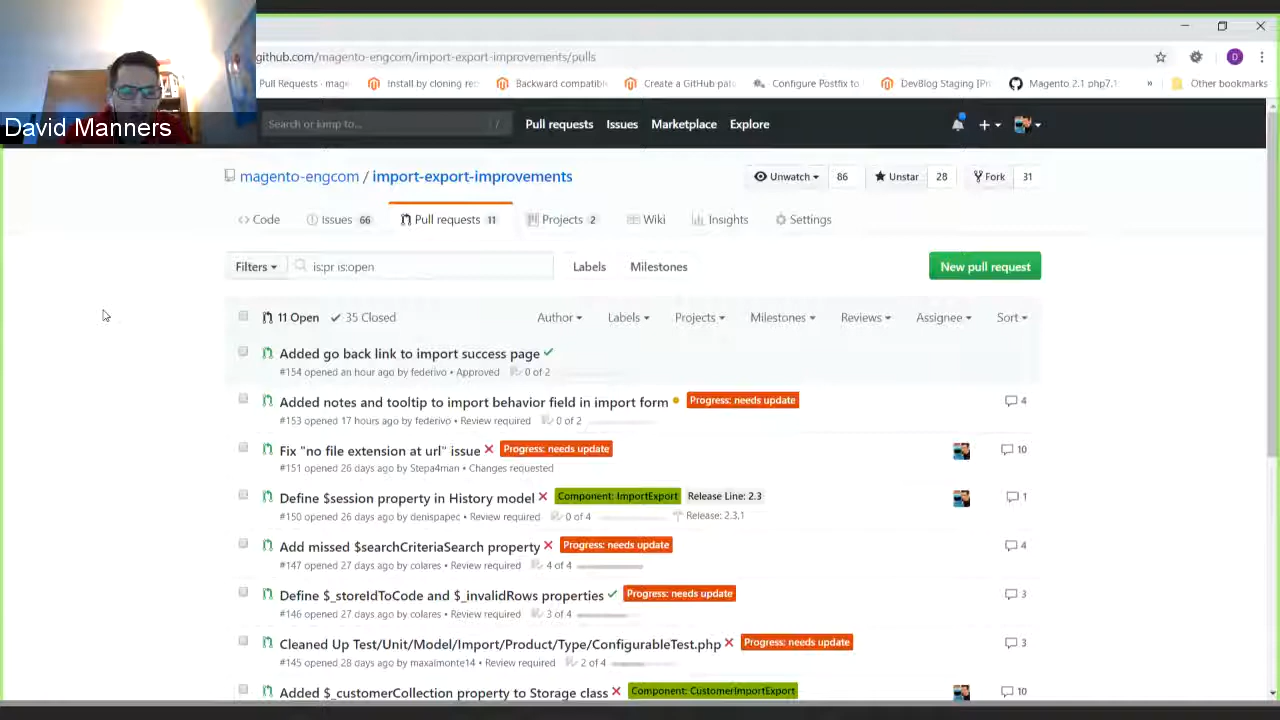 David Manners
github.com/magento-engcom/import-export-improvements/pulls
Pull Requests · mage
Install by cloning re
Backward compatible
Create a GitHub pat
Configure Postfix to
DevBlog Staging [Pr
Magento 2.1 php7.1
»
Other bookmarks
D
Search or jump to...
/
Pull requests
Issues
Marketplace
Explore
magento-engcom / import-export-improvements
Unwatch 86
Unstar 28
Fork 31
Code
Issues 66
Pull requests 11
Projects 2
Wiki
Insights
Settings
Filters
is:pr is:open
Labels
Milestones
New pull request
11 Open
35 Closed
Author
Labels
Projects
Milestones
Reviews
Assignee
Sort
Added go back link to import success page
#154 opened an hour ago by federivo • Approved 0 of 2
Added notes and tooltip to import behavior field in import form Progress: needs update 4
#153 opened 17 hours ago by federivo • Review required 0 of 2
Fix "no file extension at url" issue Progress: needs update 10
#151 opened 26 days ago by Stepa4man • Changes requested
Define $session property in History model Component: ImportExport Release Line: 2.3 1
#150 opened 26 days ago by denispapec • Review required 0 of 4 Release: 2.3.1
Add missed $searchCriteriaSearch property Progress: needs update 4
#147 opened 27 days ago by colares • Review required 4 of 4
Define $_storeIdToCode and $_invalidRows properties Progress: needs update 3
#146 opened 27 days ago by colares • Review required 3 of 4
Cleaned Up Test/Unit/Model/Import/Product/Type/ConfigurableTest.php Progress: needs update 3
#145 opened 28 days ago by maxalmonte14 • Review required 2 of 4
Added $_customerCollection property to Storage class Component: CustomerImportExport 10